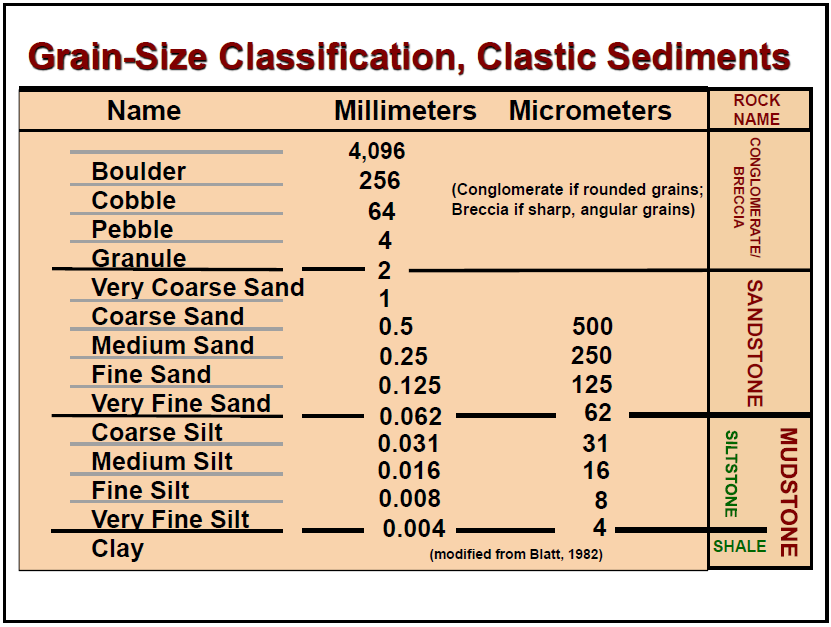 Grain-Size Classification, Clastic Sediments
Name Millimeters Micrometers ROCK NAME
4,096
Boulder
256
Cobble
64
Pebble
4
Granule
(Conglomerate if rounded grains;
Breccia if sharp, angular grains)
CONGLOMERATE/
BRECCIA
2
Very Coarse Sand
1
Coarse Sand
0.5 500
Medium Sand
0.25 250
Fine Sand
0.125 125
Very Fine Sand
SANDSTONE
0.062 62
Coarse Silt
0.031 31
Medium Silt
0.016 16
Fine Silt
0.008 8
Very Fine Silt
SILTSTONE
MUDSTONE
0.004 4
Clay
SHALE
(modified from Blatt, 1982)